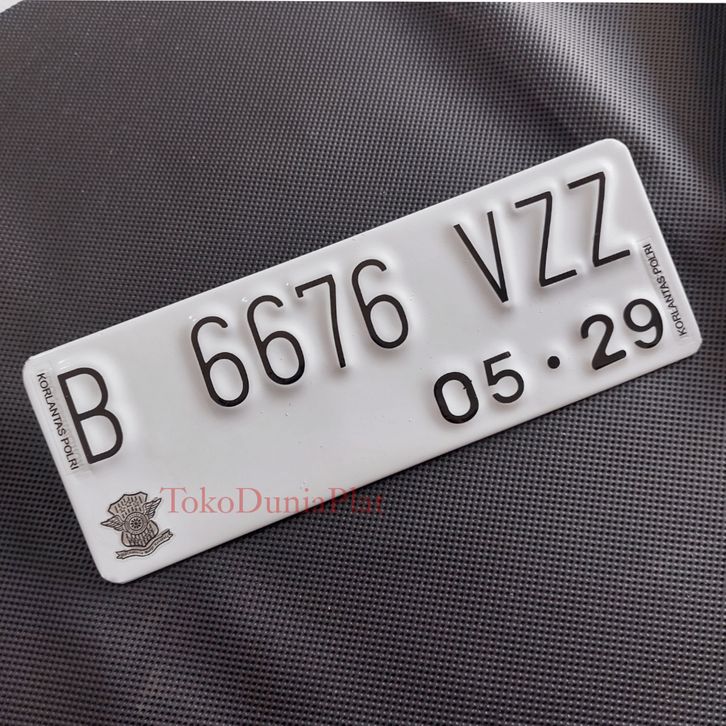 B 6676 VZZ
05 • 29
KORLANTAS POLRI
KORLANTAS POLRI
TokoDuniaPlat